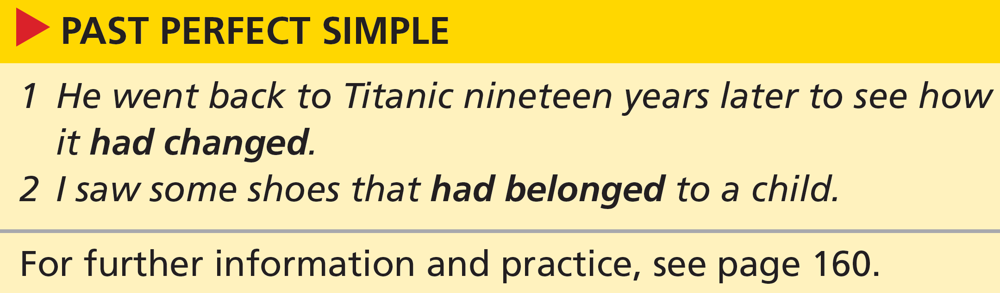 PAST PERFECT SIMPLE
1 He went back to Titanic nineteen years later to see how
it had changed.
2 I saw some shoes that had belonged to a child.
For further information and practice, see page 160.